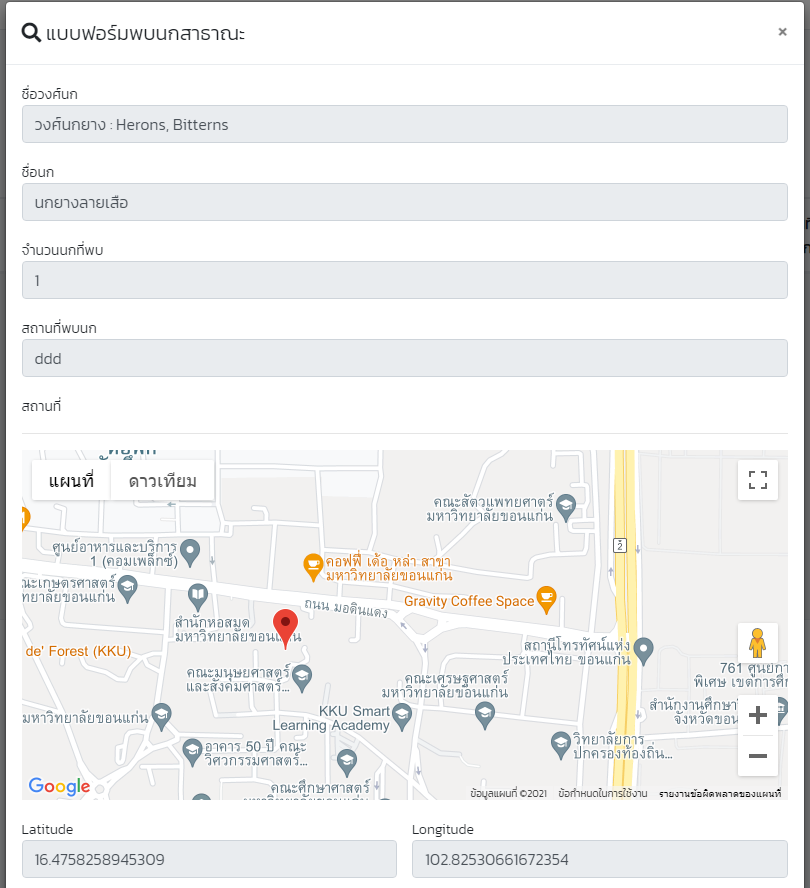 แบบฟอร์มพบนกสาธาณะ
×
ชื่อวงศ์นก
วงศ์นกยาง : Herons, Bitterns
ชื่อนก
นกยางลายเสือ
จำนวนนกที่พบ
1
สถานที่พบนก
ddd
สถานที่
แผนที่
ดาวเทียม
คณะสัตวแพทยศาตร์
มหาวิทยาลัยขอนแก่น
2
ศูนย์อาหารและบริการ
1 (คอมเพล็กซ์)
คอฟฟี่ เด้อ หล่า สาขา
มหาวิทยาลัยขอนแก่น
ณะเกษตรศาสตร์
ทยาลัยขอนแก่น
Gravity Coffee Space
ถนน มอดินแดง
สำนักหอสมุด
มหาวิทยาลัยขอนแก่น
de' Forest (KKU)
สถานีโทรทัศน์แห่ง
ประเทศไทย ขอนแก่น
คณะมนุษยศาสตร์
และสังคมศาสตร์...
คณะเศรษฐศาสตร์
มหาวิทยาลัยขอนแก่น
761 ศูนย์กา
พิเศษ เขตการศึก
มหาวิทยาลัยขอนแก่น
KKU Smart
Learning Academy
สำนักงานศึกษา
จังหวัดขอน
อาคาร 50 ปี คณะ
วิศวกรรมศาสตร์...
วิทยาลัยการ
ปกครองท้องถิ่น...
คณะศึกษาศาสตร์
Google
ข้อมูลแผนที่ ©2021
ข้อกำหนดในการใช้งาน
รายงานข้อผิดพลาดของแผนที่
Latitude
Longitude
16.4758258945309
102.82530661672354